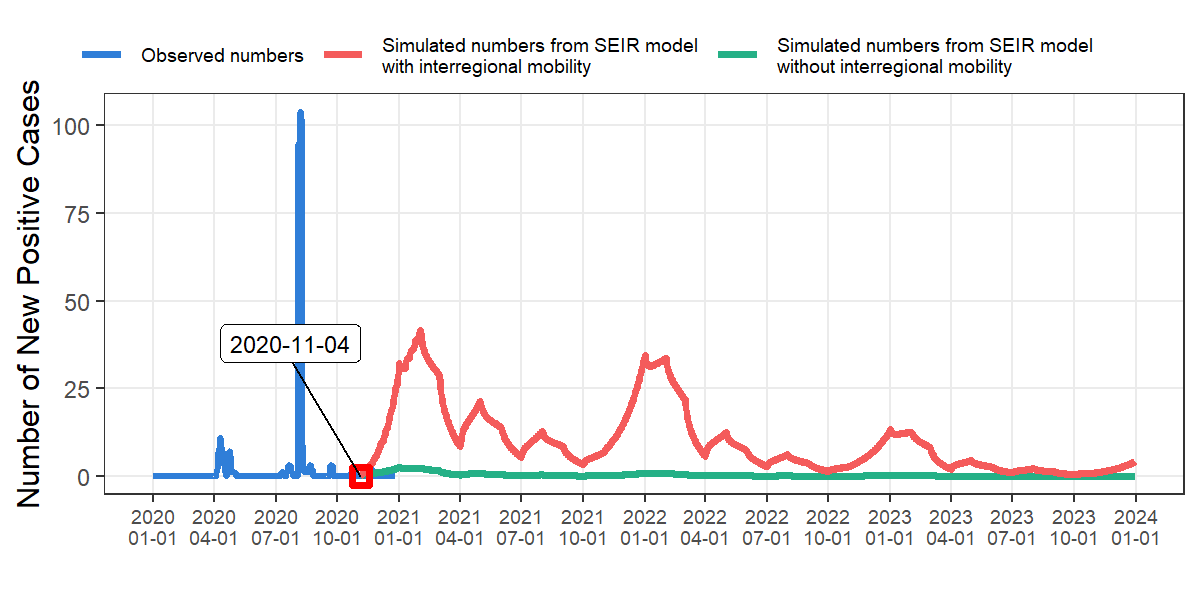 Observed numbers
Simulated numbers from SEIR model
with interregional mobility
Simulated numbers from SEIR model
without interregional mobility
Number of New Positive Cases
100
75
50
25
0
2020-11-04
2020 2020 2020 2020 2021 2021 2021 2021 2022 2022 2022 2022 2023 2023 2023 2023 2024
01-01 04-01 07-01 10-01 01-01 04-01 07-01 10-01 01-01 04-01 07-01 10-01 01-01 04-01 07-01 10-01 01-01